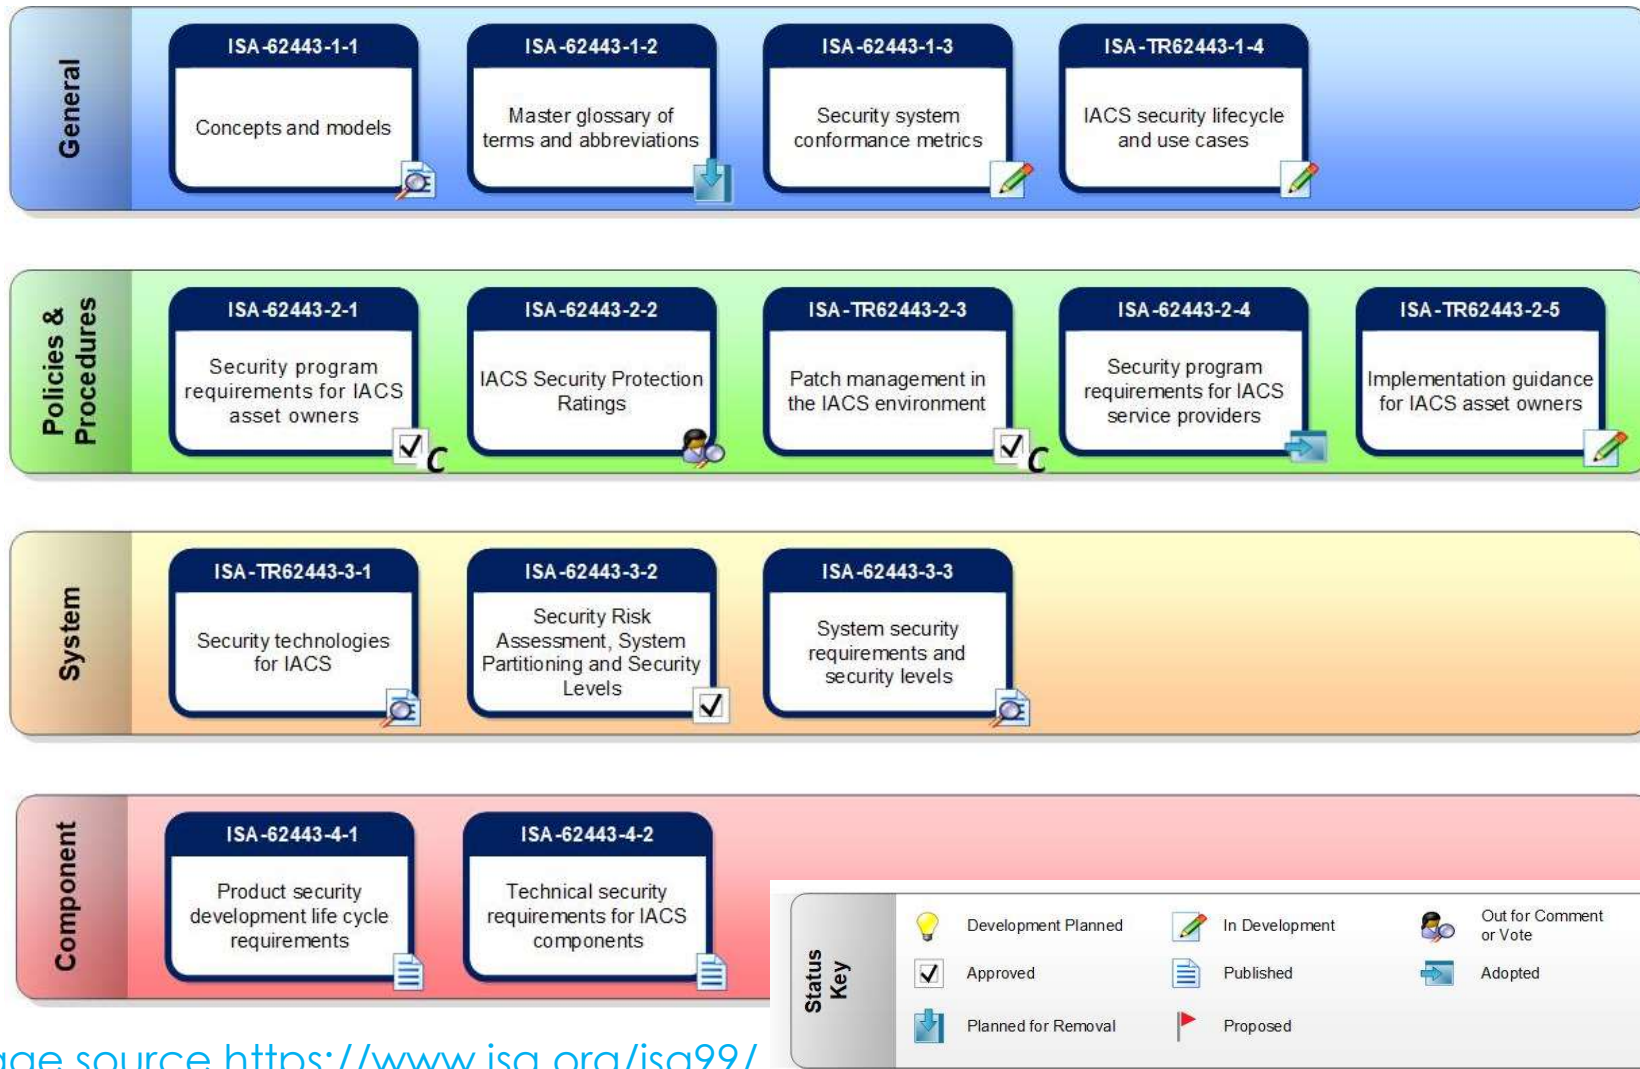 General
ISA-62443-1-1
Concepts and models
ISA-62443-1-2
Master glossary of
terms and abbreviations
ISA-62443-1-3
Security system
conformance metrics
ISA-TR62443-1-4
IACS security lifecycle
and use cases
Policies &
Procedures
ISA-62443-2-1
Security program
requirements for IACS
asset owners
C
ISA-62443-2-2
IACS Security Protection
Ratings
ISA-TR62443-2-3
Patch management in
the IACS environment
C
ISA-62443-2-4
Security program
requirements for IACS
service providers
ISA-TR62443-2-5
Implementation guidance
for IACS asset owners
System
ISA-TR62443-3-1
Security technologies
for IACS
ISA-62443-3-2
Security Risk
Assessment, System
Partitioning and Security
Levels
ISA-62443-3-3
System security
requirements and
security levels
Component
ISA-62443-4-1
Product security
development life cycle
requirements
ISA-62443-4-2
Technical security
requirements for IACS
components
Status
Key
Development Planned
In Development
Out for Comment
or Vote
Approved
Published
Adopted
Planned for Removal
Proposed
source https://www.isa.org/isa99/